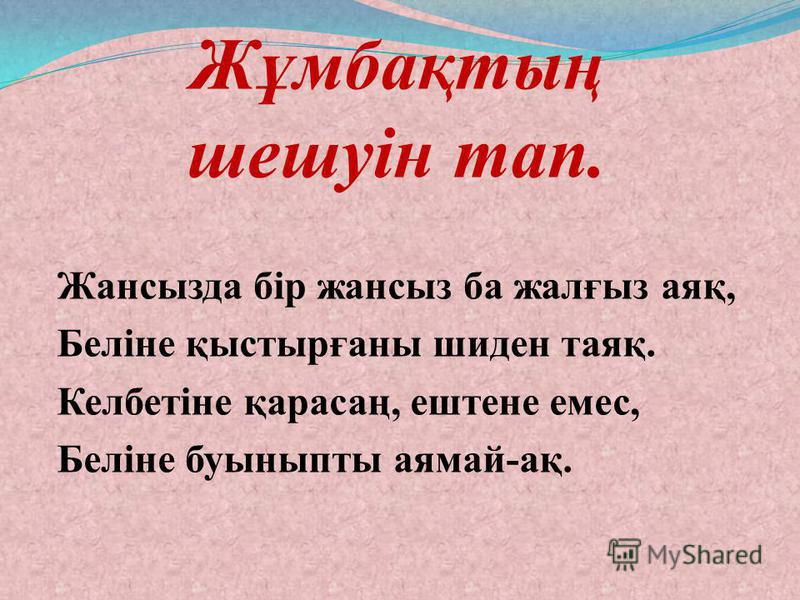 Жұмбақтың
шешуін тап.
Жансызда бір жансыз ба жалғыз аяқ,
Беліне қыстырғаны шиден таяқ.
Келбетіне қарасаң, ештене емес,
Беліне буыныпты аямай-ақ.
MyShared